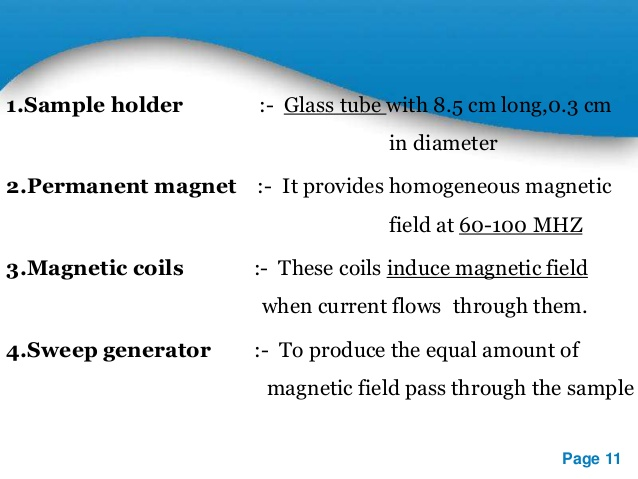 1.Sample holder :- Glass tube with 8.5 cm long,0.3 cm
in diameter
2.Permanent magnet :- It provides homogeneous magnetic
field at 60-100 MHZ
3.Magnetic coils :- These coils induce magnetic field
when current flows through them.
4.Sweep generator :- To produce the equal amount of
magnetic field pass through the sample
Page 11